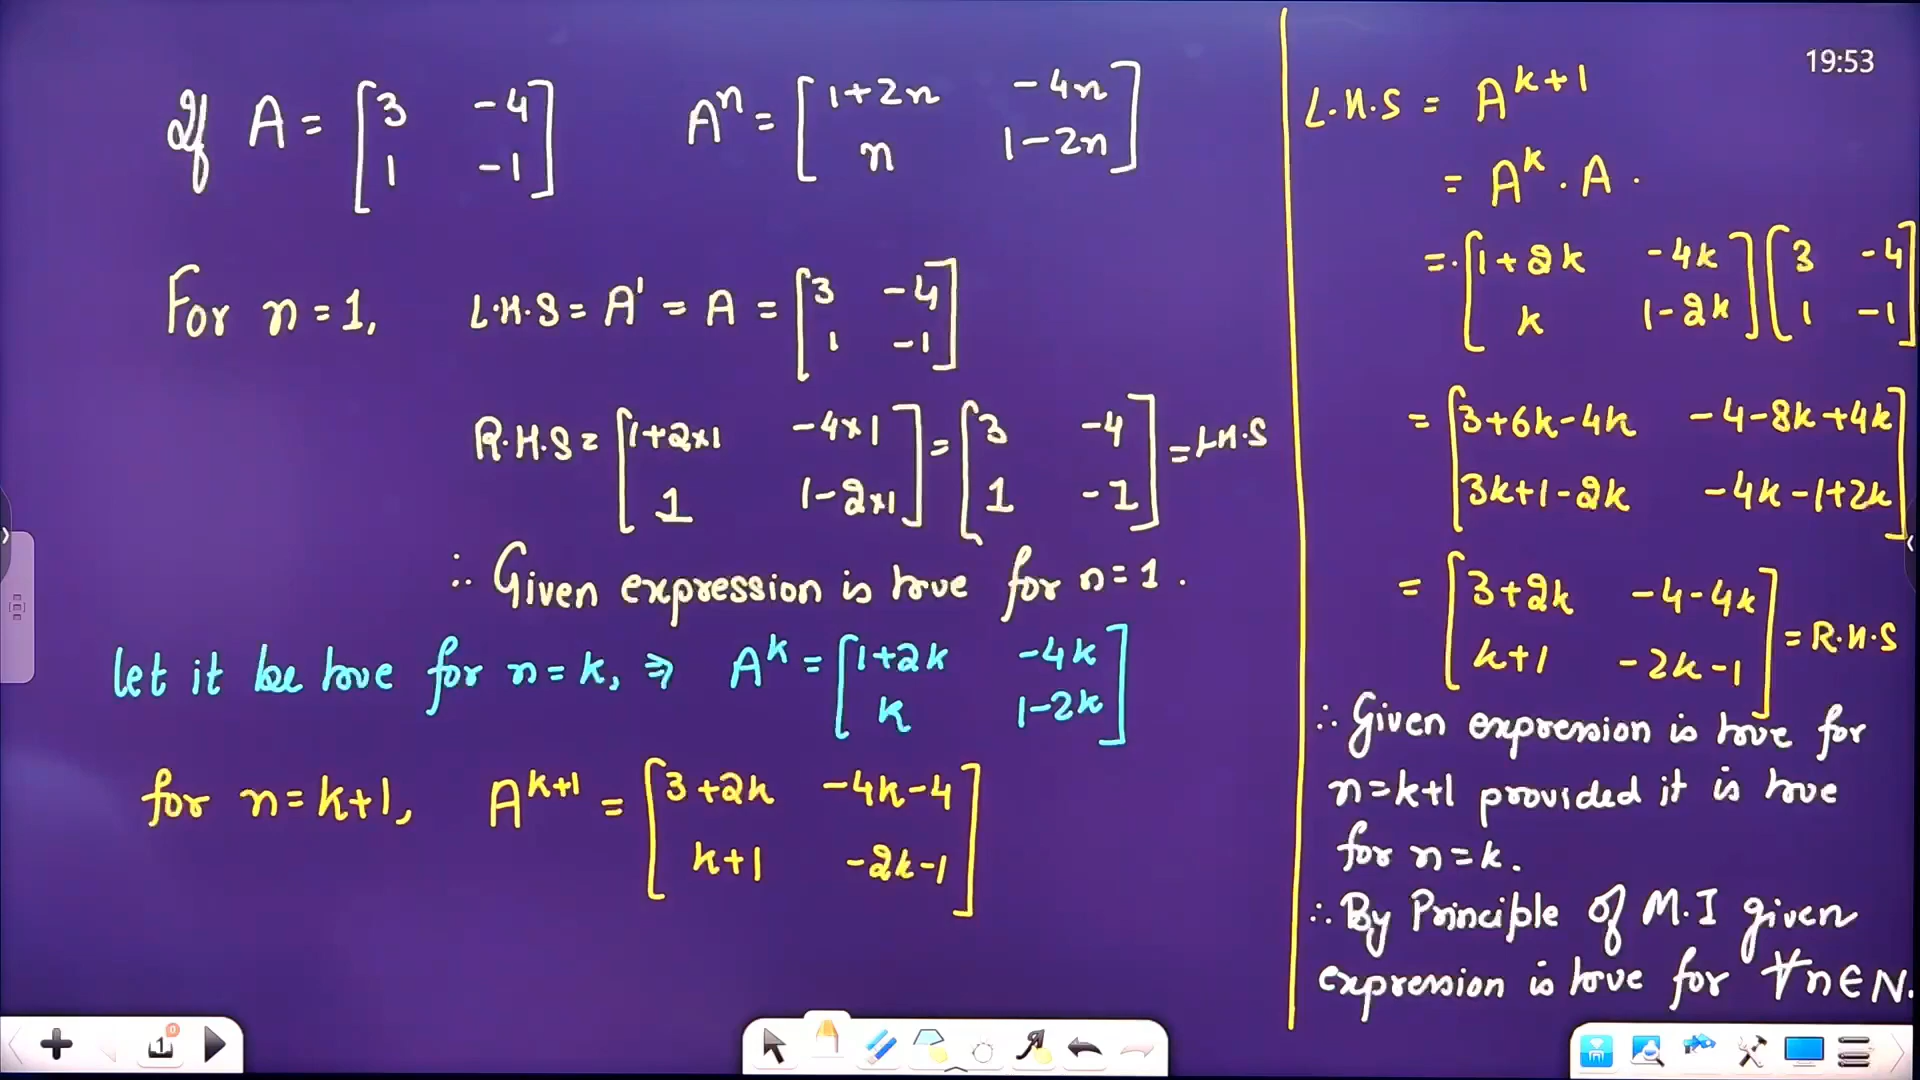 If A = [3 -4 1 -1] Aⁿ = [1+2n -4n n 1-2n]
For n = 1, L.H.S = A¹ = A = [3 -4 1 -1]
R.H.S = [1+2×1 -4×1 1 1-2×1] = [3 -4 1 -1] = L.H.S
∴ Given expression is true for n = 1.
let it be true for n = k, ⇒ Aᵏ = [1+2k -4k k 1-2k]
for n = k+1, Aᵏ⁺¹ = [3+2k -4k-4 k+1 -2k-1]
19:53
L.H.S = Aᵏ⁺¹
= Aᵏ . A .
= [1+2k -4k k 1-2k] [3 -4 1 -1]
= [3+6k-4k -4-8k+4k 3k+1-2k -4k-1+2k]
= [3+2k -4-4k k+1 -2k-1] = R.H.S
∴ Given expression is true for
n = k+1 provided it is true
for n = k.
∴ By Principle of M.I given
expression is true for ∀n∈N.
1
0